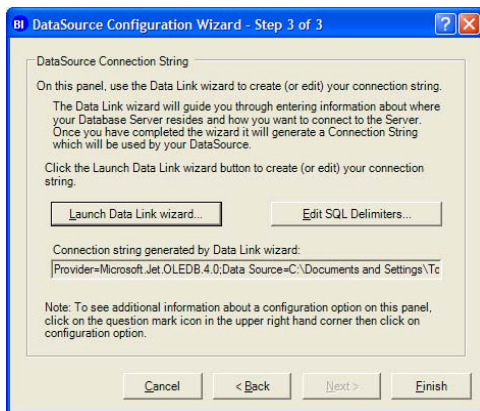 BI DataSource Configuration Wizard - Step 3 of 3
DataSource Connection String
On this panel, use the Data Link wizard to create (or edit) your connection string.
The Data Link wizard will guide you through entering information about where
your Database Server resides and how you want to connect to the Server.
Once you have completed the wizard it will generate a Connection String
which will be used by your DataSource.
Click the Launch Data Link wizard button to create (or edit) your connection
string.
Launch Data Link wizard... Edit SQL Delimiters...
Connection string generated by Data Link wizard:
Provider=Microsoft.Jet.OLEDB.4.0;Data Source=C:\Documents and Settings\Tc
Note: To see additional information about a configuration option on this panel,
click on the question mark icon in the upper right hand corner then click on
configuration option.
Cancel < Back Next > Finish